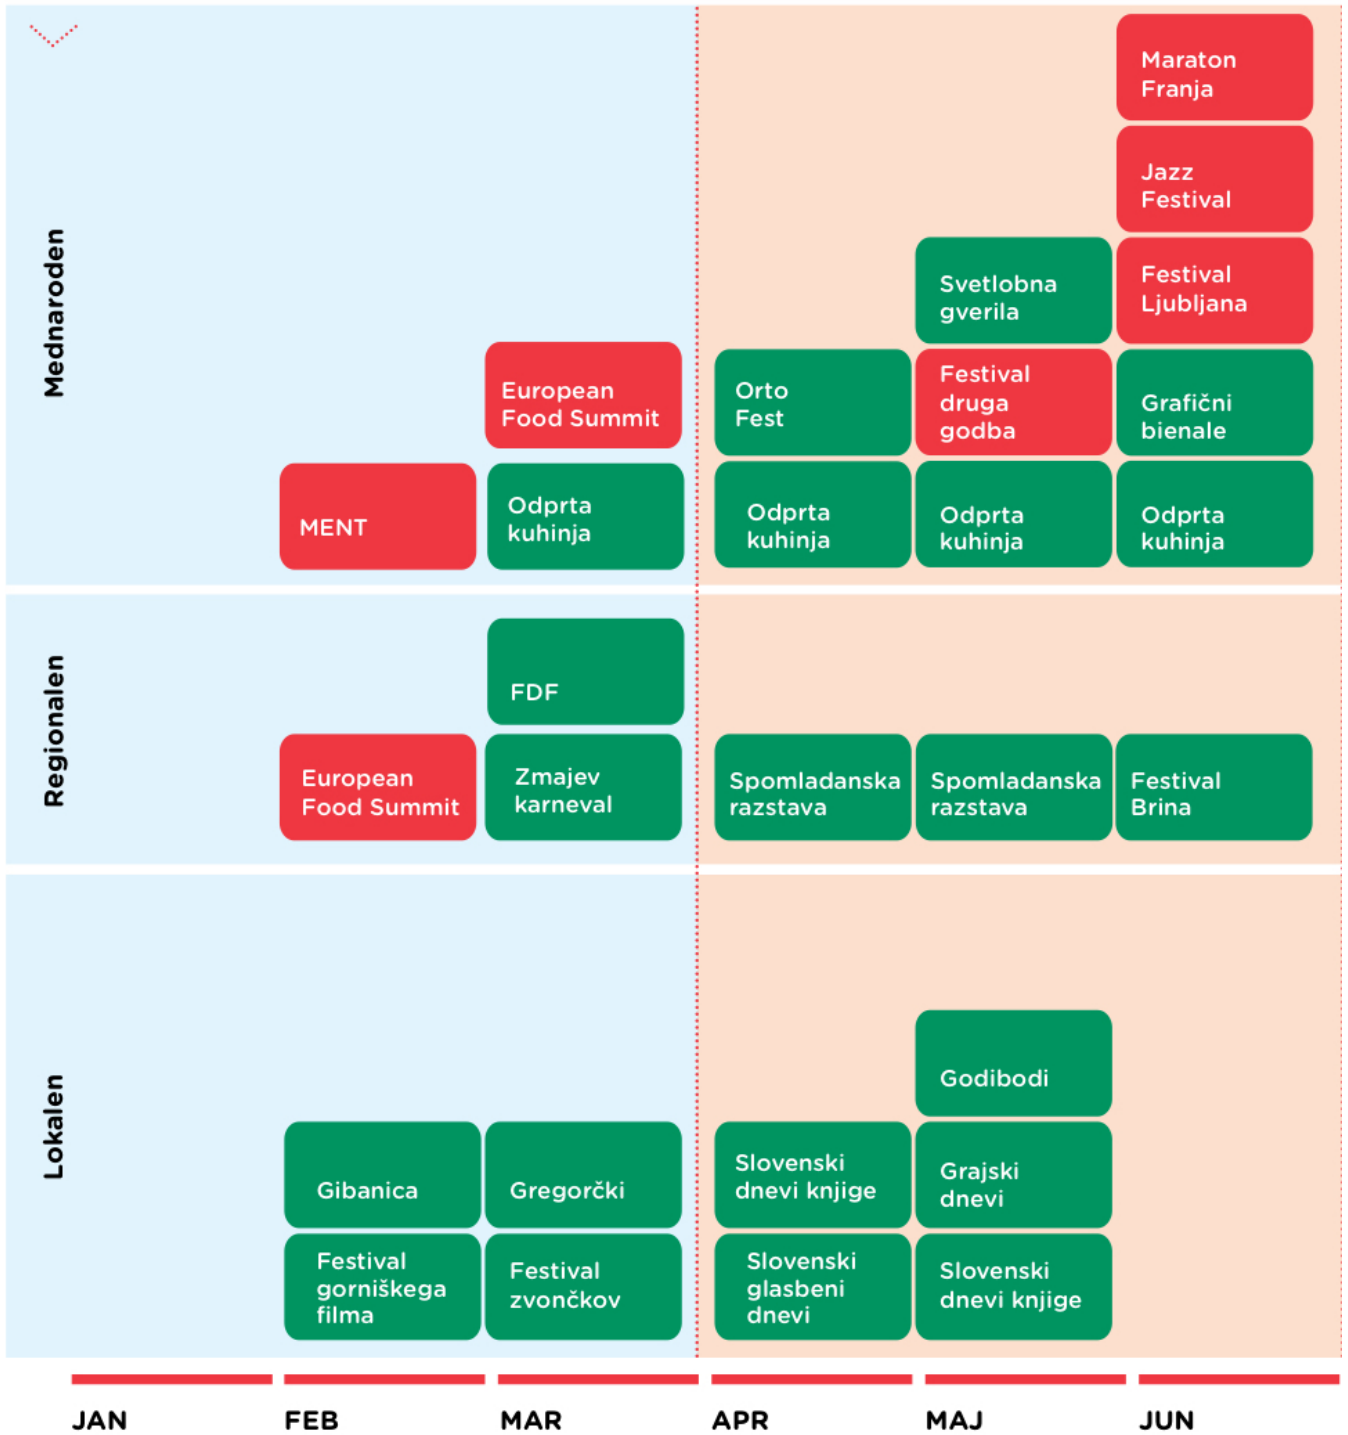 Mednaroden
Maraton
Franja
Jazz
Festival
Svetlobna
gverila
Festival
Ljubljana
European
Food Summit
Orto
Fest
Festival
druga
godba
Grafični
bienale
MENT
Odprta
kuhinja
Odprta
kuhinja
Odprta
kuhinja
Odprta
kuhinja
Regionalen
FDF
European
Food Summit
Zmajev
karneval
Spomladanska
razstava
Spomladanska
razstava
Festival
Brina
Lokalen
Godibodi
Gibanica
Gregorčki
Slovenski
dnevi knjige
Grajski
dnevi
Festival
gorniškega
filma
Festival
zvončkov
Slovenski
glasbeni
dnevi
Slovenski
dnevi knjige
JAN FEB MAR APR MAJ JUN